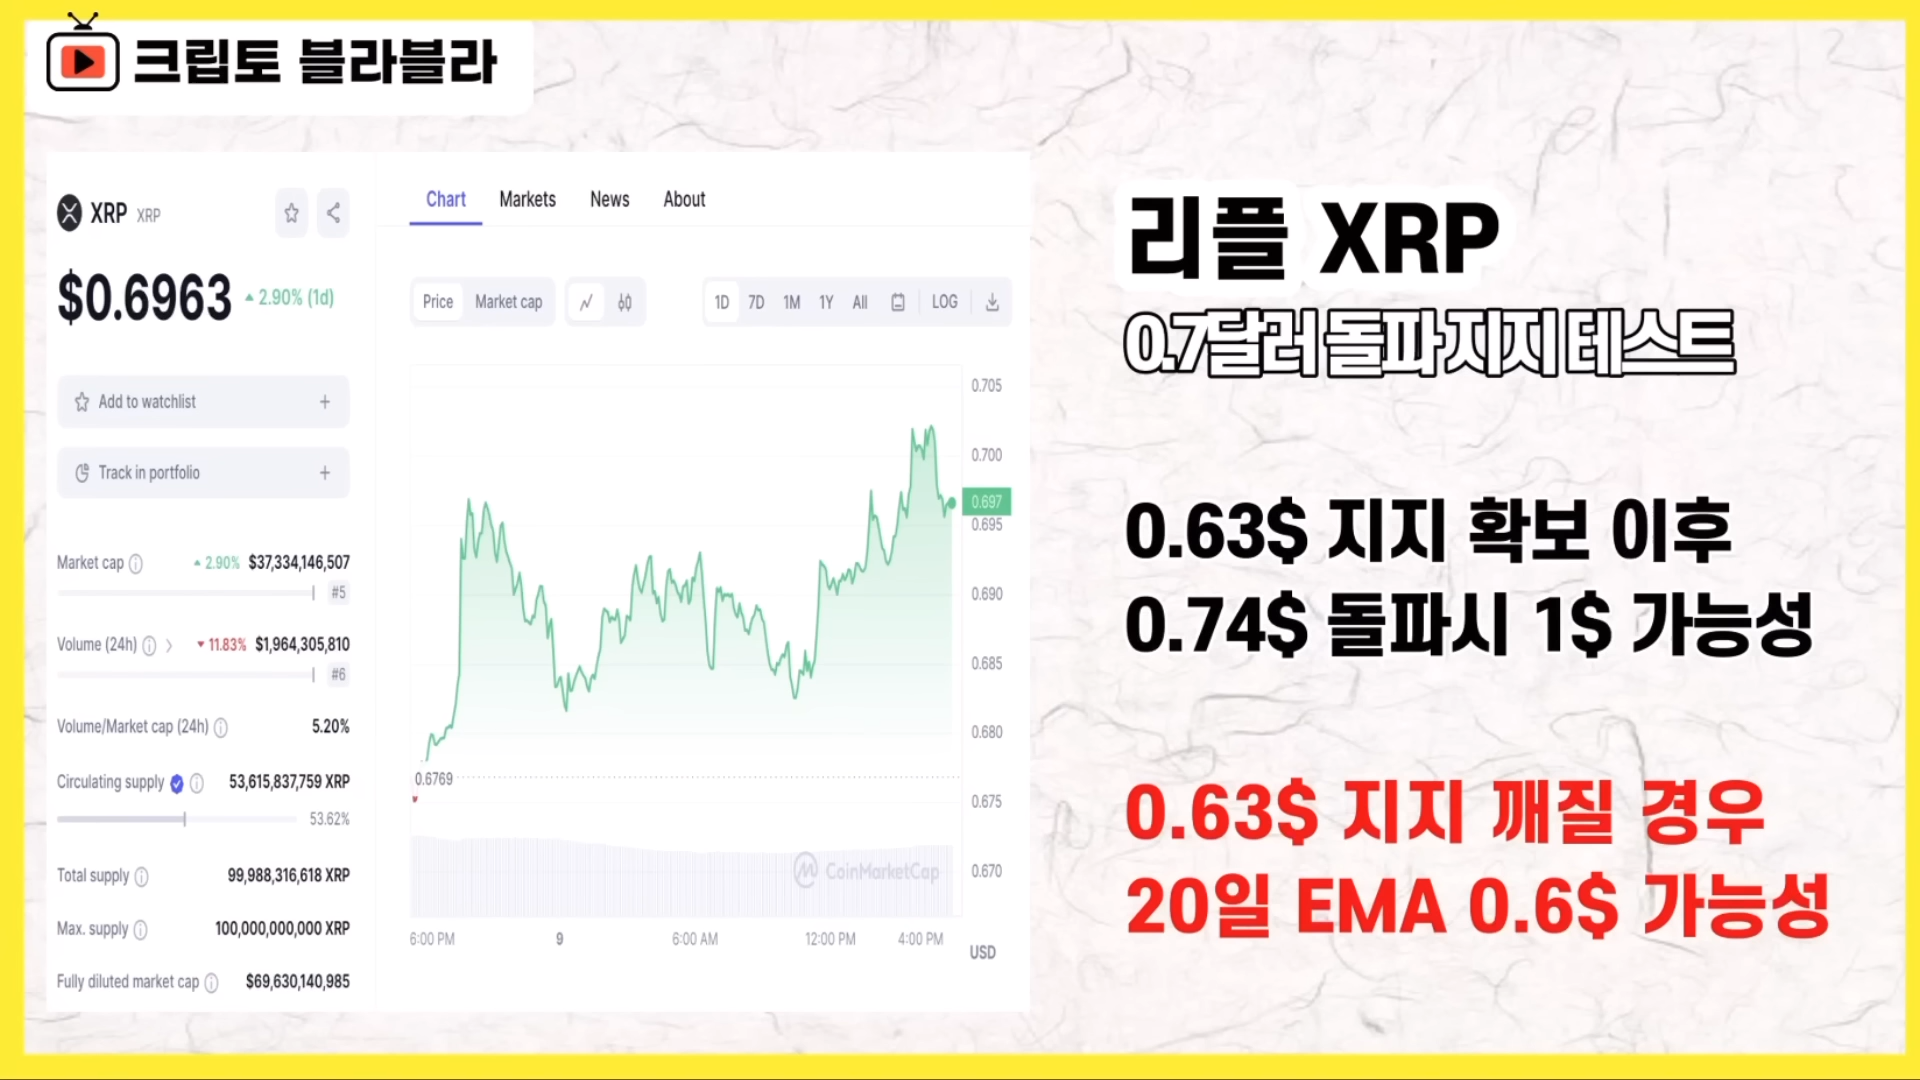 크립토 블라블라
XRP XRP
$0.6963 2.90% (1d)
Add to watchlist +
Track in portfolio +
Market cap 2.90% $37,334,146,507
#5
Volume (24h) 11.83% $1,964,305,810
#6
Volume/Market cap (24h) 5.20%
Circulating supply 53,615,837,759 XRP
53.62%
Total supply 99,988,316,618 XRP
Max. supply 100,000,000,000 XRP
Fully diluted market cap $69,630,140,985
Chart Markets News About
Price Market cap 1D 7D 1M 1Y All LOG
0.705
0.700
0.697
0.695
0.690
0.685
0.680
0.6769
0.675
0.670
CoinMarketCap
6:00 PM 9 6:00 AM 12:00 PM 4:00 PM
USD
리플 XRP
0.7달러 돌파 지지 테스트
0.63$ 지지 확보 이후
0.74$ 돌파시 1$ 가능성
0.63$ 지지 깨질 경우
20일 EMA 0.6$ 가능성